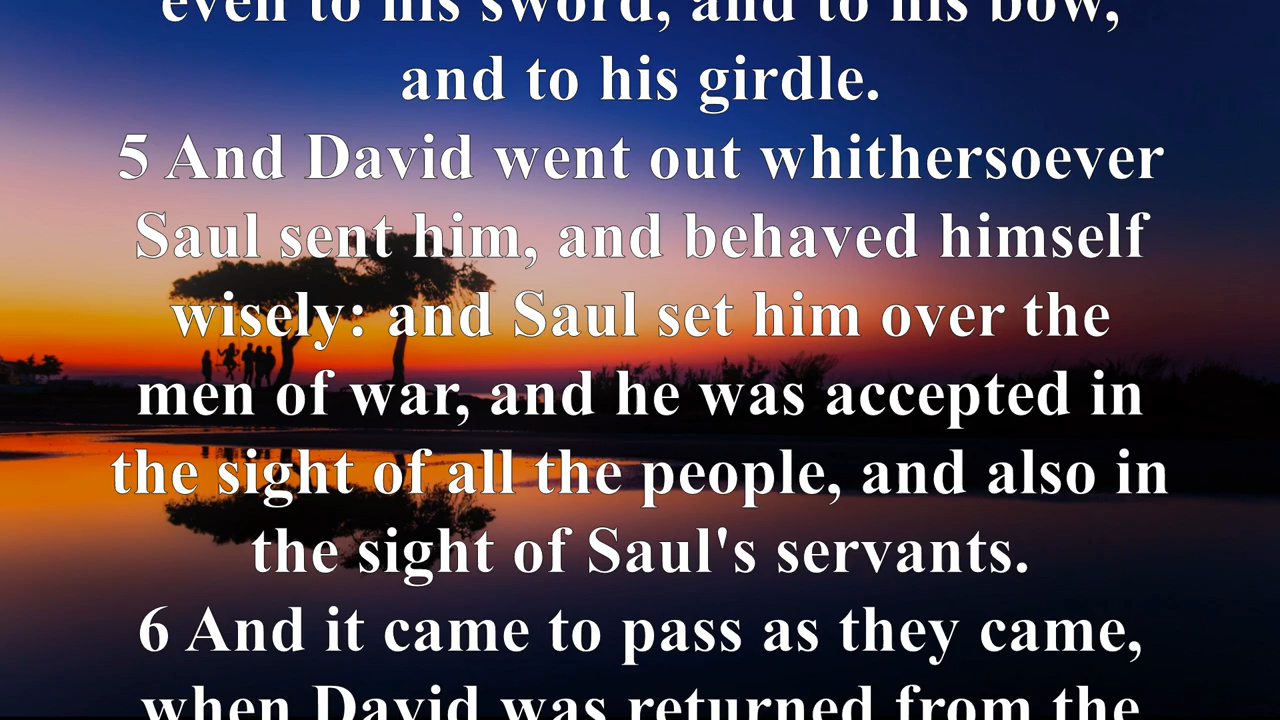 even to his sword, and to his bow,
and to his girdle.
5 And David went out whithersoever
Saul sent him, and behaved himself
wisely: and Saul set him over the
men of war, and he was accepted in
the sight of all the people, and also in
the sight of Saul's servants.
6 And it came to pass as they came,
when David was returned from the